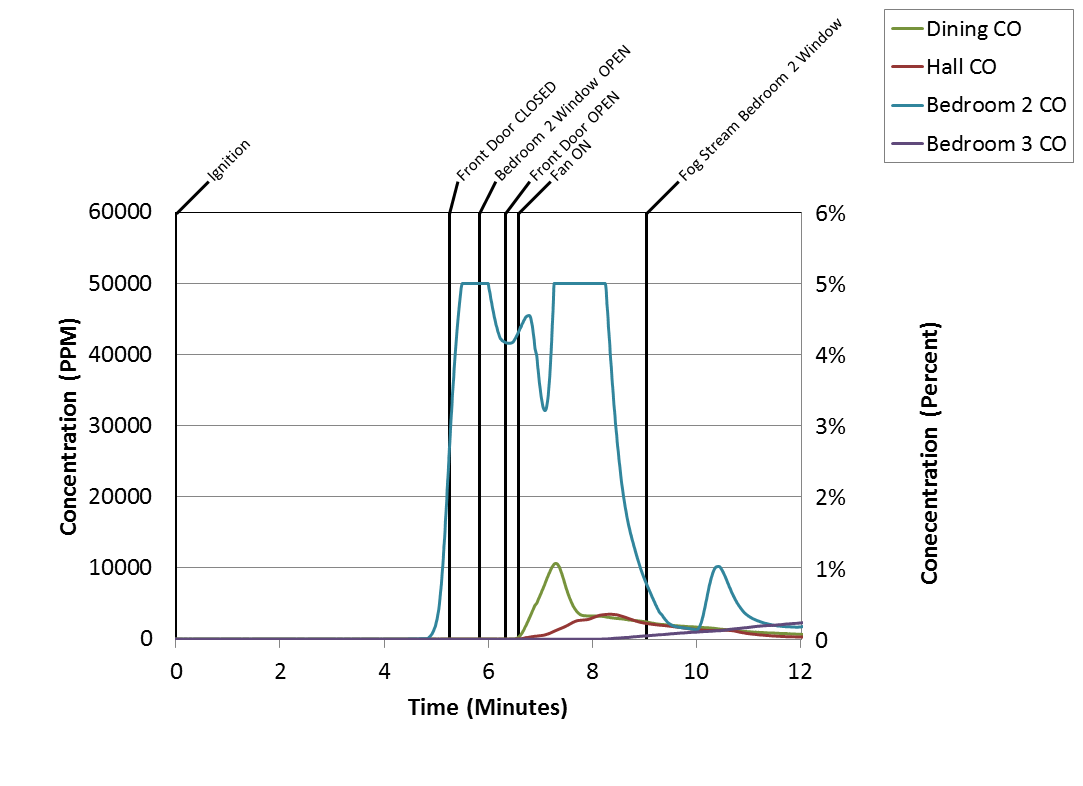 Ignition
Front Door CLOSED
Bedroom 2 Window OPEN
Front Door OPEN
Fan ON
Fog Stream Bedroom 2 Window
Dining CO
Hall CO
Bedroom 2 CO
Bedroom 3 CO
Concentration (PPM)
60000
50000
40000
30000
20000
10000
0
6%
5%
4%
3%
2%
1%
0
Conecentration (Percent)
0 2 4 6 8 10 12
Time (Minutes)